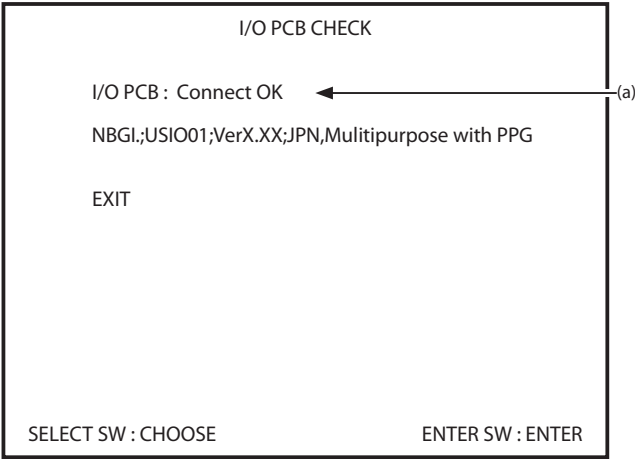 I/O PCB CHECK
I/O PCB : Connect OK
(a)
NBGI.;USIO01;VerX.XX;JPN,Mulitipurpose with PPG
EXIT
SELECT SW : CHOOSE
ENTER SW : ENTER